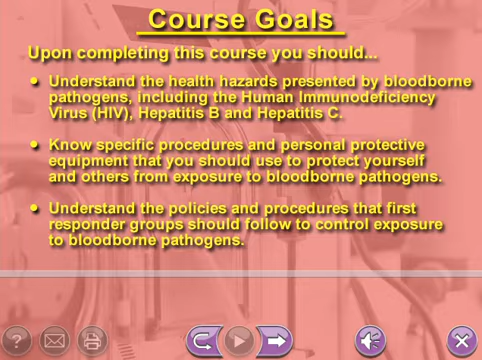 Course Goals
Upon completing this course you should...
Understand the health hazards presented by bloodborne
pathogens, including the Human Immunodeficiency
Virus (HIV), Hepatitis B and Hepatitis C.
Know specific procedures and personal protective
equipment that you should use to protect yourself
and others from exposure to bloodborne pathogens.
Understand the policies and procedures that first
responder groups should follow to control exposure
to bloodborne pathogens.
?